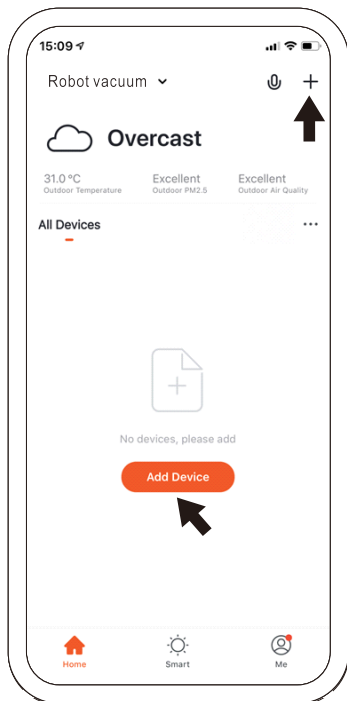 15:09
Robot vacuum
Overcast
31.0 °C Excellent Excellent
Outdoor Temperature Outdoor PM2.5 Outdoor Air Quality
All Devices
No devices, please add
Add Device
Home Smart Me